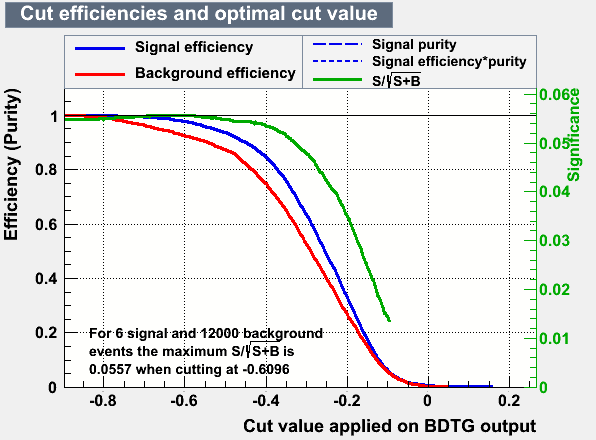 Cut efficiencies and optimal cut value
Signal efficiency
Background efficiency
Signal purity
Signal efficiency*purity
S/√S+B
Efficiency (Purity)
1
0.8
0.6
0.4
0.2
0
0.06
0.05
0.04
0.03
0.02
0.01
0
Significance
For 6 signal and 12000 background
events the maximum S/√S+B is
0.0557 when cutting at -0.6096
-0.8 -0.6 -0.4 -0.2 0 0.2
Cut value applied on BDTG output